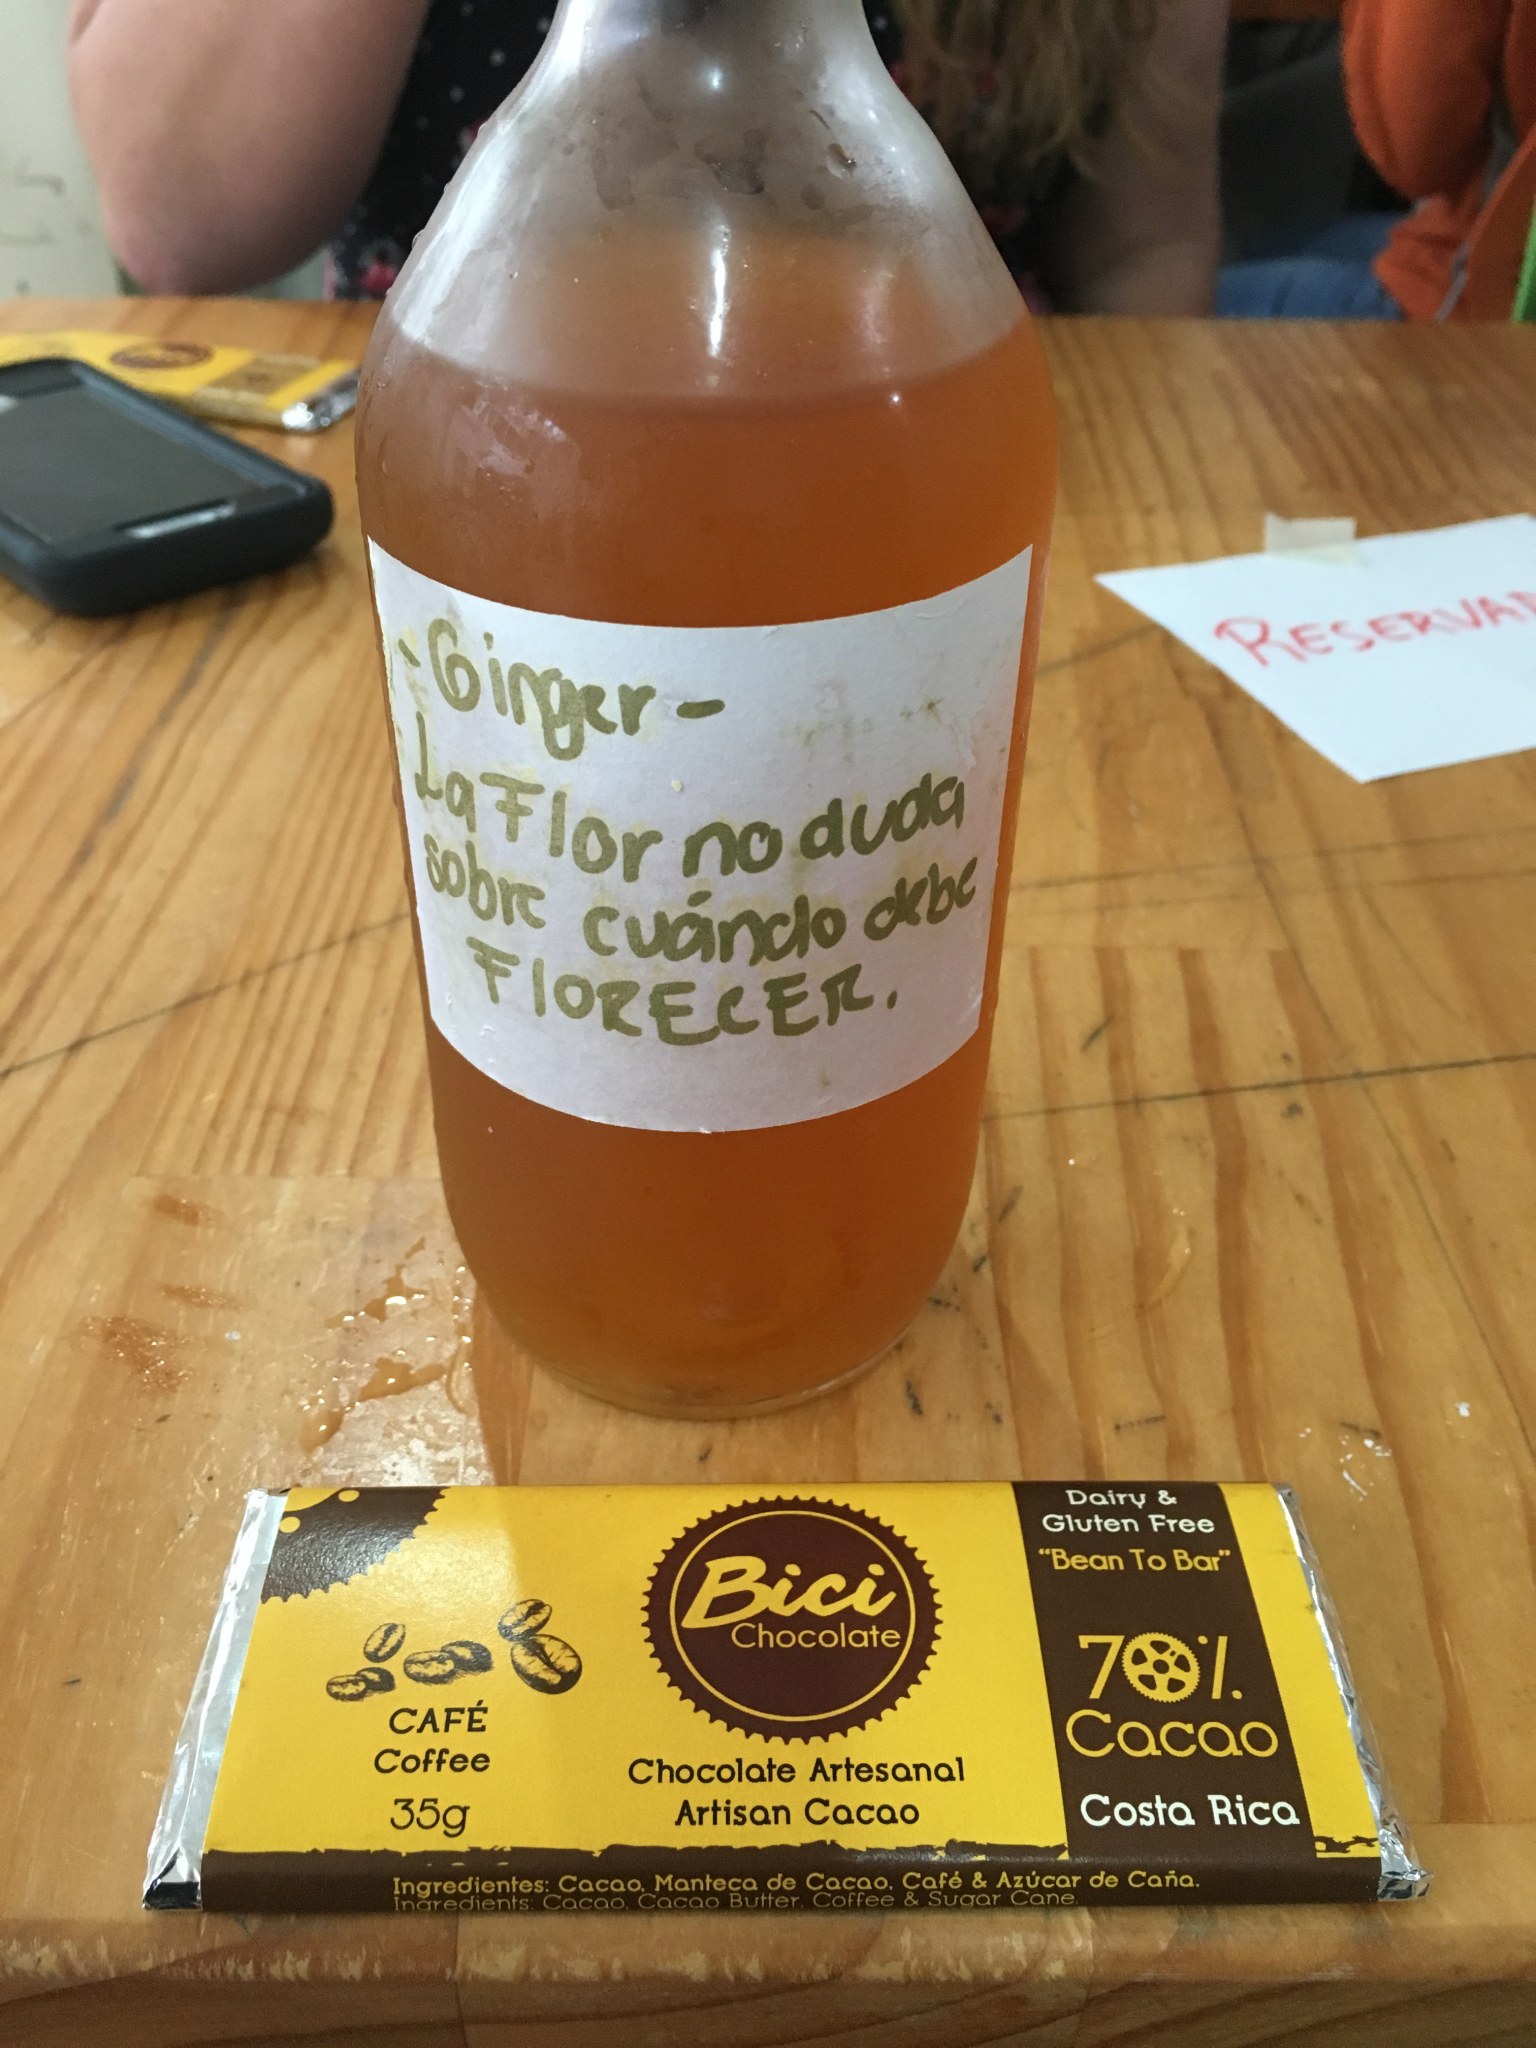 -Ginger-
La Flor no duda
sobre cuándo debe
FlORECER.
Bici
Chocolate
CAFÉ
Coffee
35g
Chocolate Artesanal
Artisan Cacao
Dairy &
Gluten Free
"Bean To Bar"
70%
Cacao
Costa Rica
Ingredientes: Cacao, Manteca de Cacao, Café & Azúcar de Caña.
Ingredients: Cacao, Cacao Butter, Coffee & Sugar Cane.